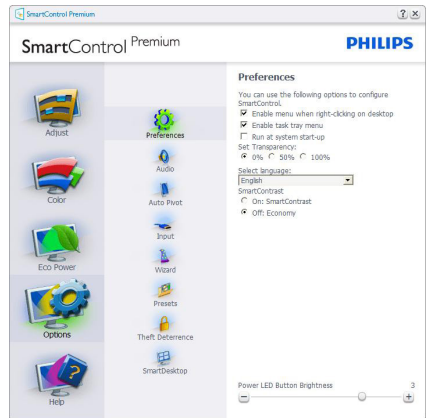 SmartControl Premium
SmartControl Premium
PHILIPS
Adjust
Color
Eco Power
Options
Help
Preferences
Audio
Auto Pivot
Input
Wizard
Presets
Theft Deterrence
SmartDesktop
Preferences
You can use the following options to configure
SmartControl.
Enable menu when right-clicking on desktop
Enable task tray menu
Run at system start-up
Set Transparency:
0% 50% 100%
Select language:
English
SmartContrast
On: SmartContrast
Off: Economy
Power LED Button Brightness 3